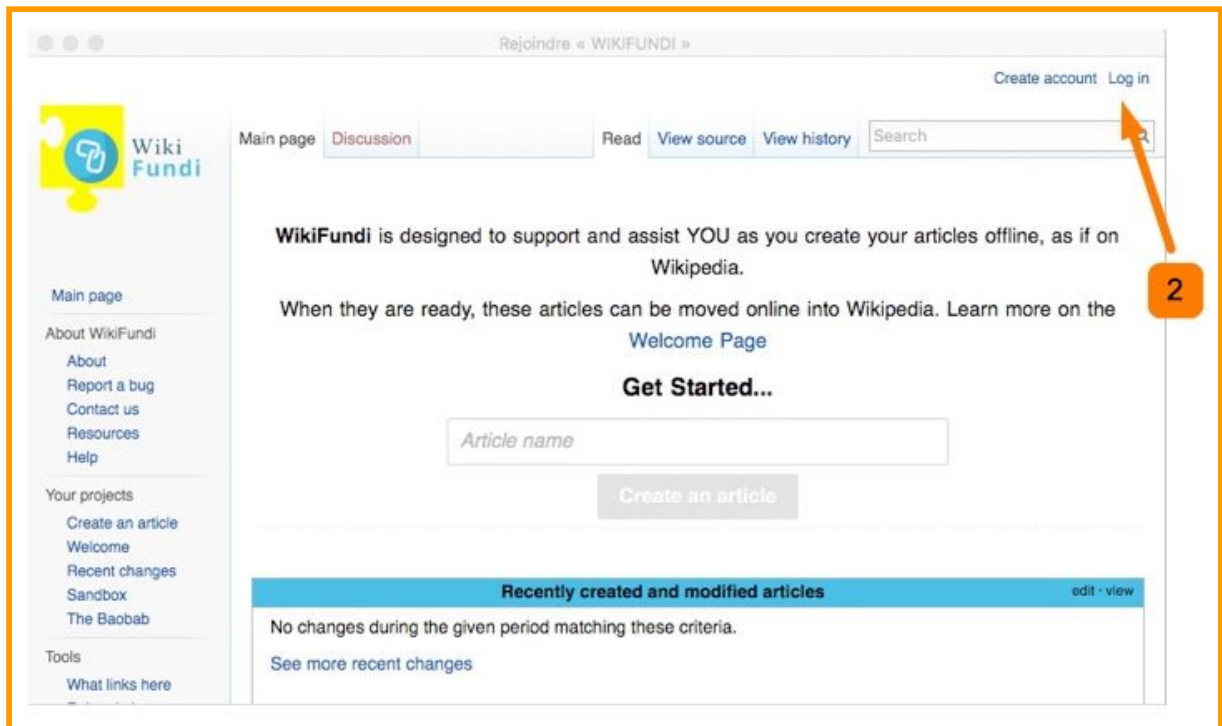 Rejoindre « WIKIFUNDI »
Create account Log in
Wiki
Fundi
Main page Discussion Read View source View history Search
WikiFundi is designed to support and assist YOU as you create your articles offline, as if on
Wikipedia.
2
When they are ready, these articles can be moved online into Wikipedia. Learn more on the
Welcome Page
Get Started...
Article name
Create an article
Main page
About WikiFundi
About
Report a bug
Contact us
Resources
Help
Your projects
Create an article
Welcome
Recent changes
Sandbox
The Baobab
Tools
What links here
Recently created and modified articles edit · view
No changes during the given period matching these criteria.
See more recent changes